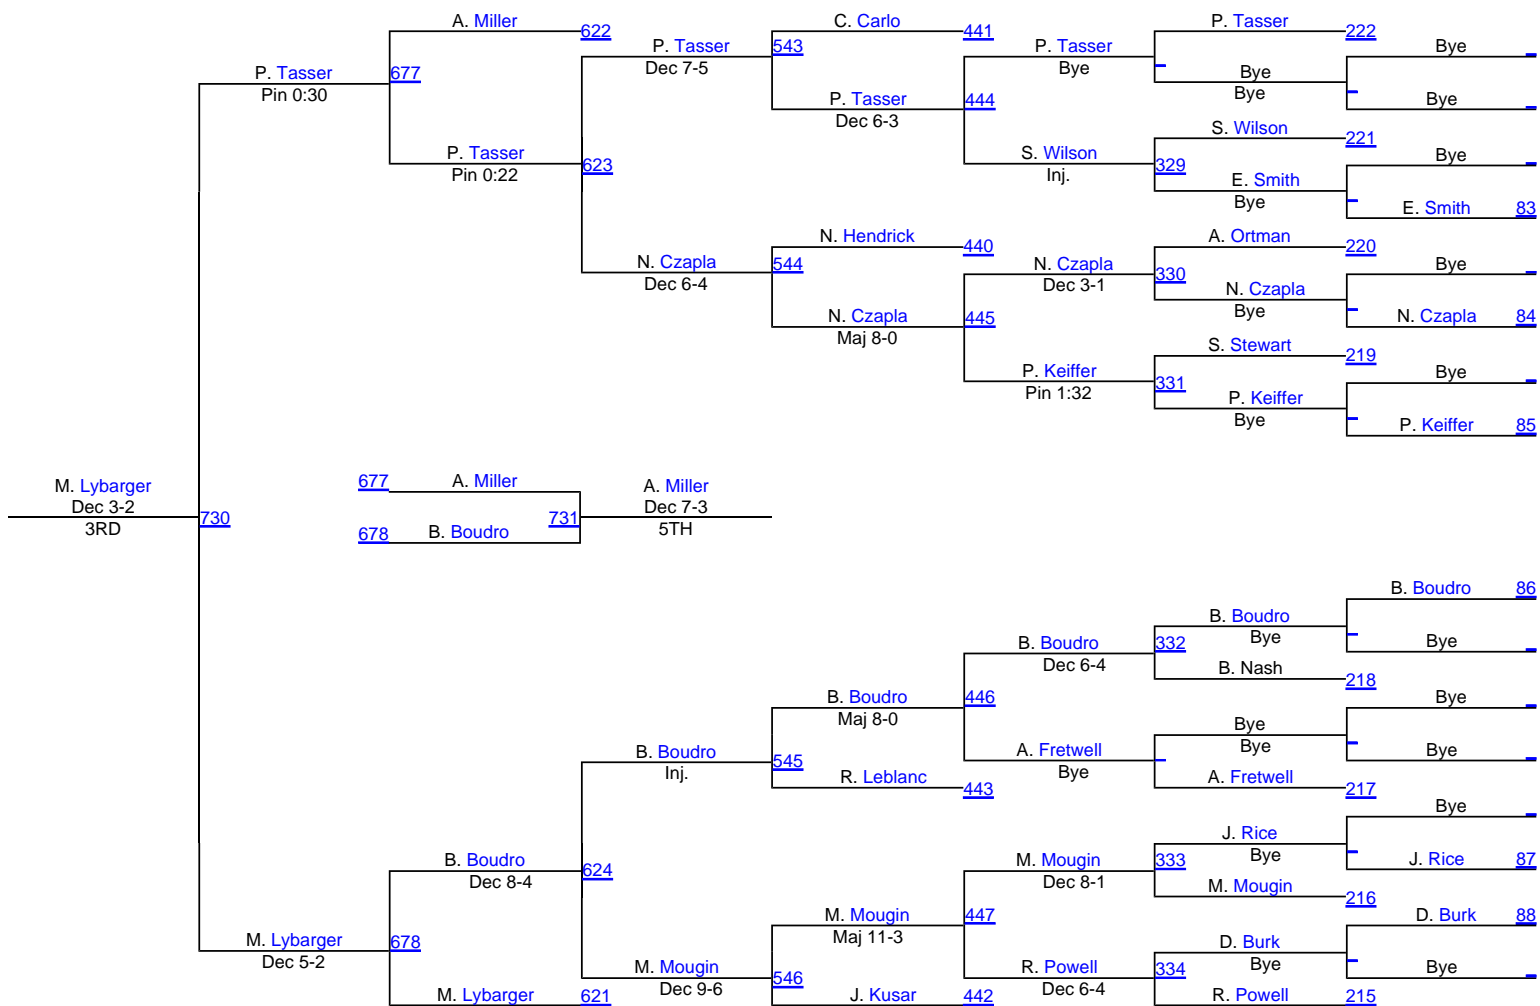 A. Miller 622
C. Carlo 441
P. Tasser 222
P. Tasser 543
Dec 7-5
P. Tasser
Bye
Bye
P. Tasser 677
Pin 0:30
Bye
Bye
Bye
P. Tasser 444
Dec 6-3
S. Wilson 221
P. Tasser 623
Pin 0:22
S. Wilson 329
Inj.
Bye
E. Smith
Bye
E. Smith 83
N. Hendrick 440
A. Ortman 220
N. Czapla 544
Dec 6-4
N. Czapla 330
Dec 3-1
Bye
N. Czapla
Bye
N. Czapla 445
Maj 8-0
N. Czapla 84
S. Stewart 219
P. Keiffer 331
Pin 1:32
Bye
P. Keiffer
Bye
P. Keiffer 85
M. Lybarger
Dec 3-2
3RD
730
677 A. Miller
678 B. Boudro
731
A. Miller
Dec 7-3
5TH
B. Boudro 86
B. Boudro
Bye
B. Boudro 332
Dec 6-4
Bye
B. Nash 218
B. Boudro 446
Maj 8-0
Bye
Bye
Bye
B. Boudro 545
Inj.
A. Fretwell
Bye
Bye
R. Leblanc 443
A. Fretwell 217
Bye
J. Rice
Bye
B. Boudro 624
Dec 8-4
M. Mougin 333
Dec 8-1
J. Rice 87
M. Mougin 216
M. Mougin 447
Maj 11-3
D. Burk 88
M. Lybarger 678
Dec 5-2
D. Burk
Bye
M. Mougin 546
Dec 9-6
R. Powell 334
Dec 6-4
Bye
M. Lybarger 621
J. Kusar 442
R. Powell 215